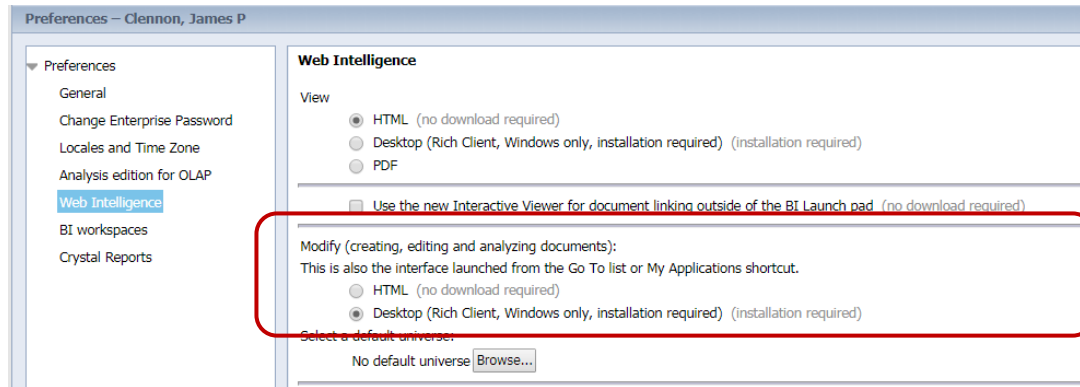 Preferences – Clennon, James P
Preferences
General
Change Enterprise Password
Locales and Time Zone
Analysis edition for OLAP
Web Intelligence
BI workspaces
Crystal Reports
Web Intelligence
View
HTML (no download required)
Desktop (Rich Client, Windows only, installation required) (installation required)
PDF
Use the new Interactive Viewer for document linking outside of the BI Launch pad (no download required)
Modify (creating, editing and analyzing documents):
This is also the interface launched from the Go To list or My Applications shortcut.
HTML (no download required)
Desktop (Rich Client, Windows only, installation required) (installation required)
Select a default universe:
No default universe Browse...